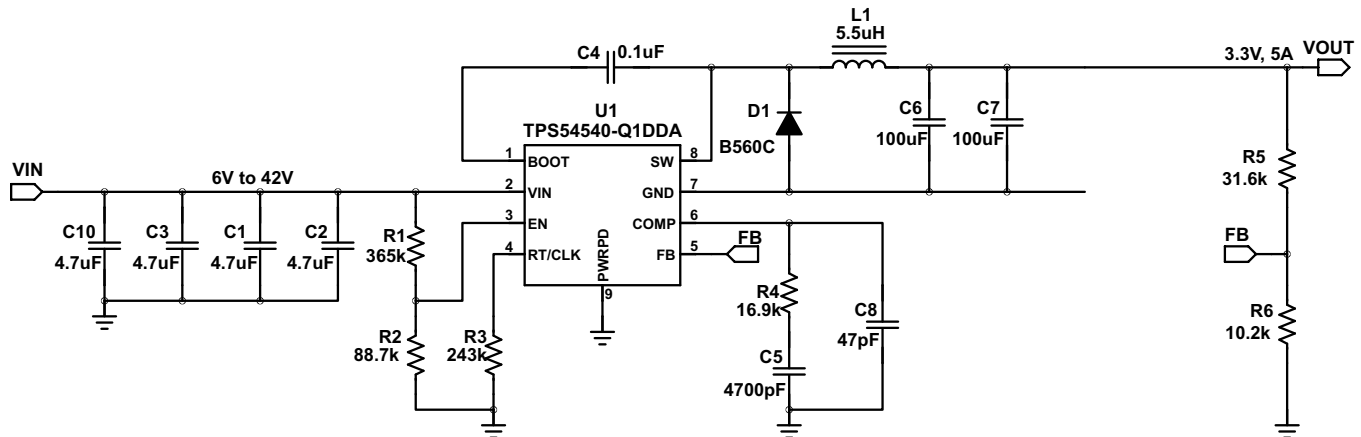 L1
5.5uH
C4
0.1uF
3.3V, 5A
VOUT
U1
TPS54540-Q1DDA
D1
B560C
C6
100uF
C7
100uF
1
BOOT
SW
8
VIN
6V to 42V
2
VIN
GND
7
R5
31.6k
3
EN
COMP
6
C10
4.7uF
C3
4.7uF
C1
4.7uF
C2
4.7uF
R1
365k
4
RT/CLK
PWRPD
FB
5
FB
FB
9
R4
16.9k
C8
47pF
R6
10.2k
R2
88.7k
R3
243k
C5
4700pF